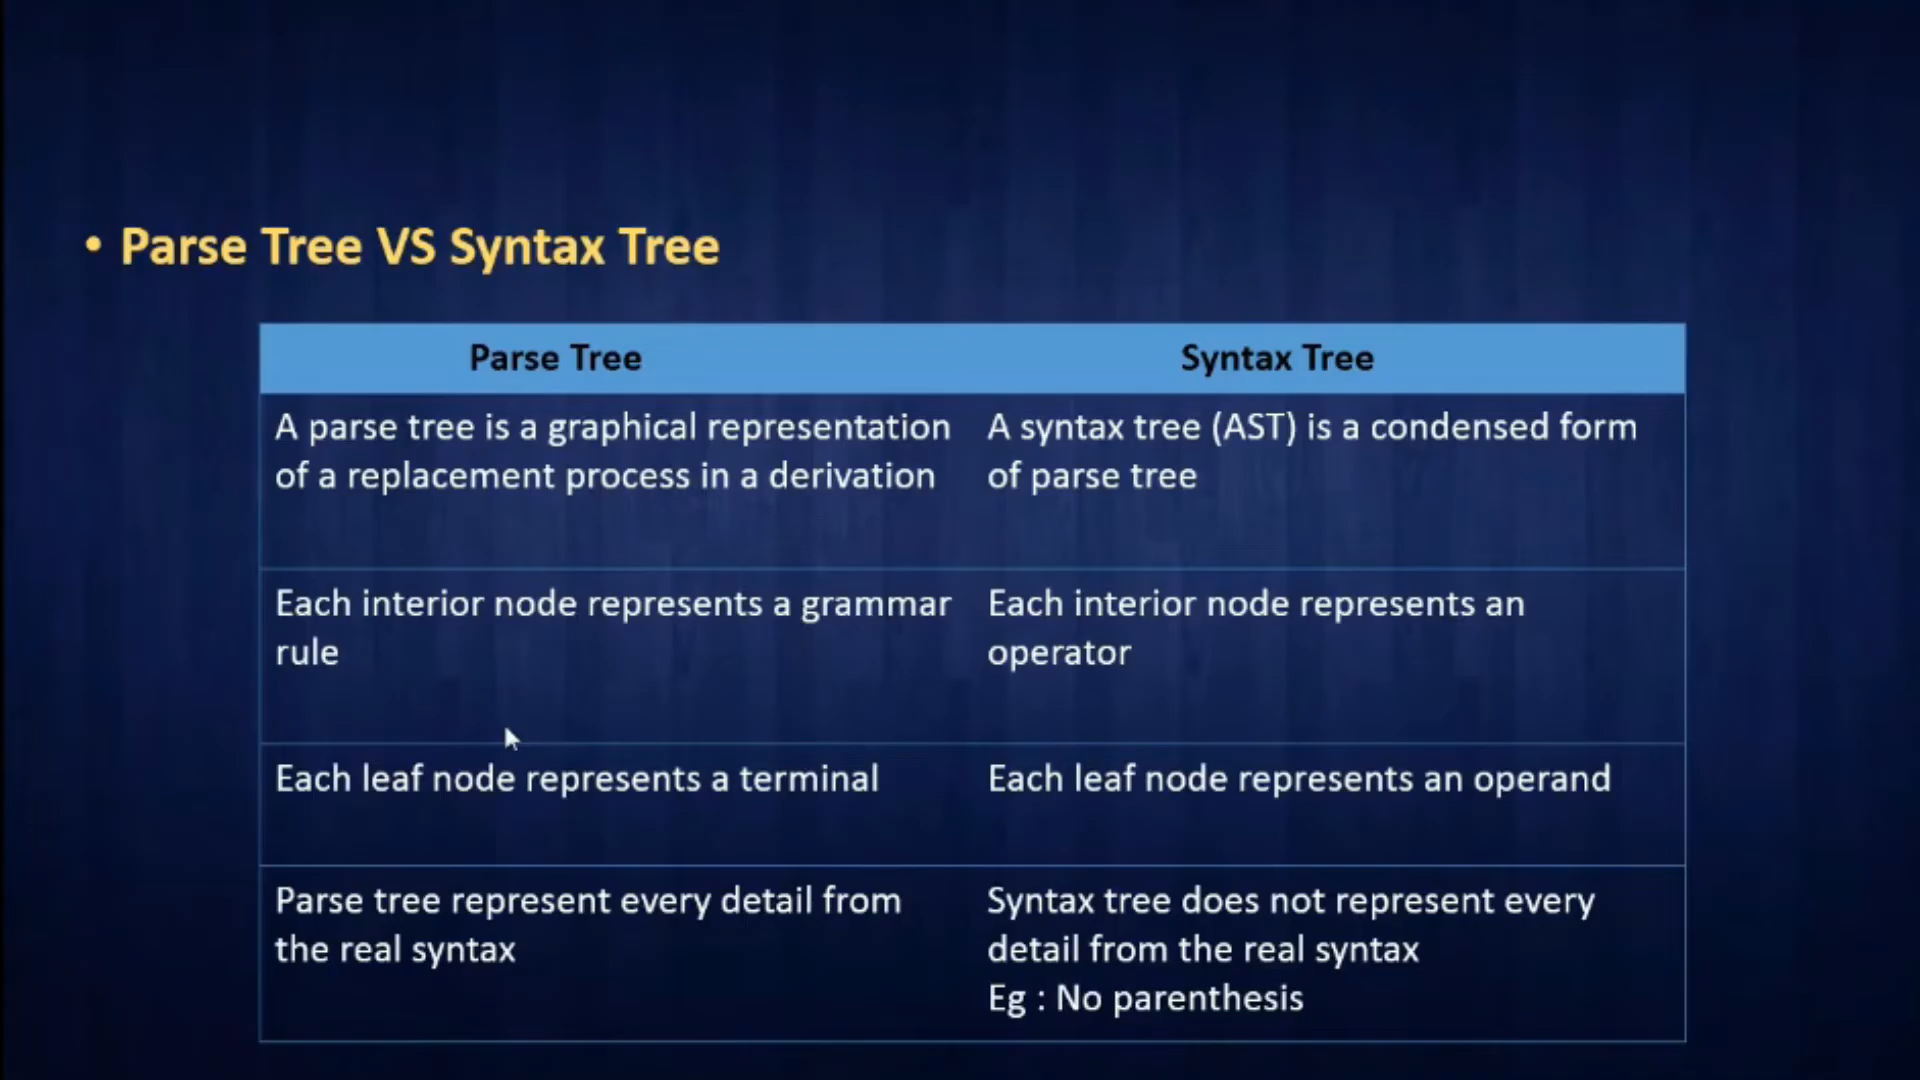 • Parse Tree VS Syntax Tree
Parse Tree
Syntax Tree
A parse tree is a graphical representation
of a replacement process in a derivation
A syntax tree (AST) is a condensed form
of parse tree
Each interior node represents a grammar
rule
Each interior node represents an
operator
Each leaf node represents a terminal
Each leaf node represents an operand
Parse tree represent every detail from
the real syntax
Syntax tree does not represent every
detail from the real syntax
Eg : No parenthesis